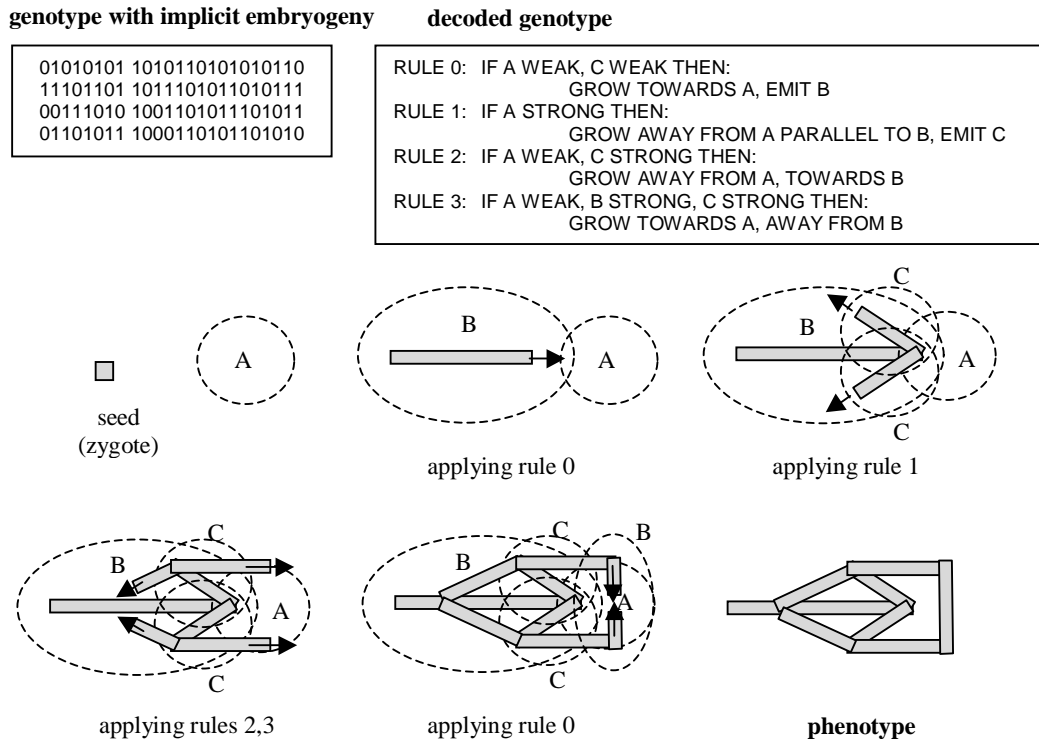 genotype with implicit embryogeny
decoded genotype
01010101 1010110101010110
11101101 1011101011010111
00111010 1001101011101011
01101011 1000110101101010
RULE 0: IF A WEAK, C WEAK THEN:
GROW TOWARDS A, EMIT B
RULE 1: IF A STRONG THEN:
GROW AWAY FROM A PARALLEL TO B, EMIT C
RULE 2: IF A WEAK, C STRONG THEN:
GROW AWAY FROM A, TOWARDS B
RULE 3: IF A WEAK, B STRONG, C STRONG THEN:
GROW TOWARDS A, AWAY FROM B
A
seed
(zygote)
B
A
applying rule 0
C
B
A
C
applying rule 1
C
B
A
C
applying rules 2,3
C
B
B
A
C
applying rule 0
phenotype